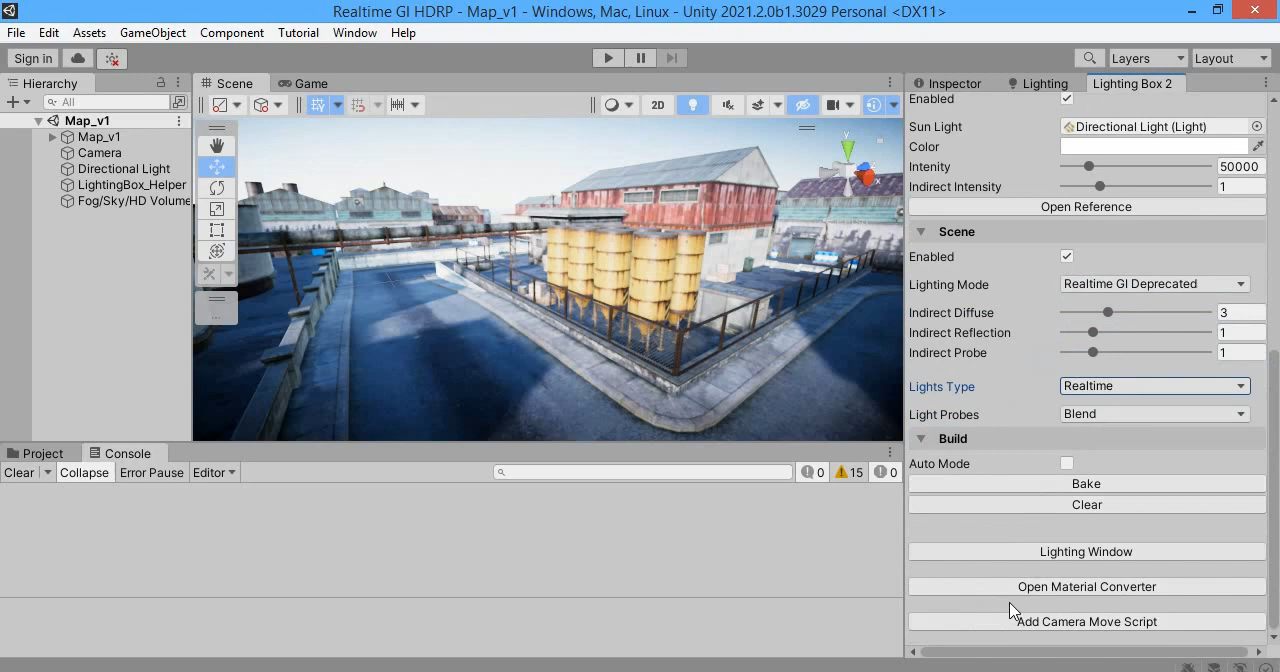 Realtime GI HDRP - Map_v1 - Windows, Mac, Linux - Unity 2021.2.0b1.3029 Personal <DX11>
File Edit Assets GameObject Component Tutorial Window Help
Sign in Layers Layout
Hierarchy Scene Game Inspector Lighting Lighting Box 2
All 2D
Map_v1
Map_v1
Camera
Directional Light
LightingBox_Helper
Fog/Sky/HD Volume
y
x
Enabled
Sun Light Directional Light (Light)
Color
Intenity 50000
Indirect Intensity 1
Open Reference
Scene
Enabled
Lighting Mode Realtime GI Deprecated
Indirect Diffuse 3
Indirect Reflection 1
Indirect Probe 1
Lights Type Realtime
Light Probes Blend
Build
Auto Mode
Bake
Clear
Lighting Window
Open Material Converter
Add Camera Move Script
Project Console
Clear Collapse Error Pause Editor 0 15 0